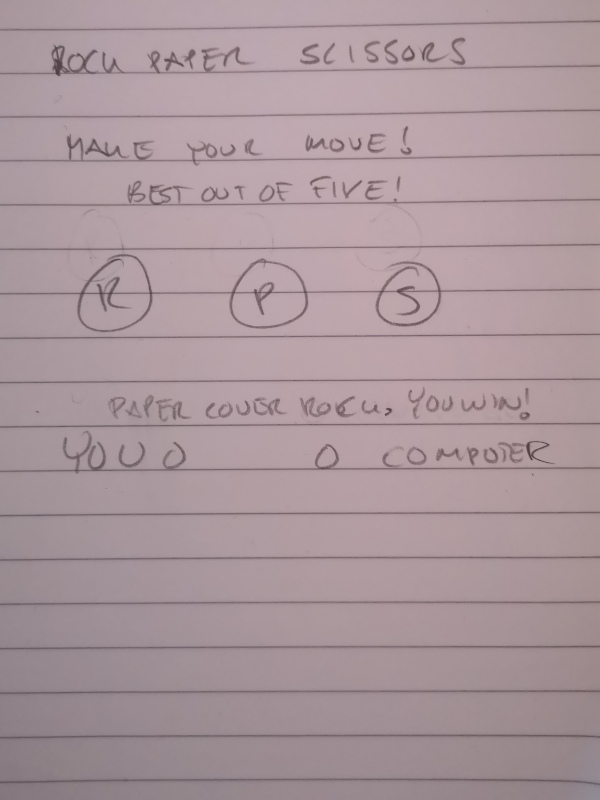 ROCK PAPER SCISSORS
MAKE YOUR MOVE!
BEST OUT OF FIVE!
R P S
PAPER COVER ROCK, YOU WIN!
YOU 0 0 COMPUTER